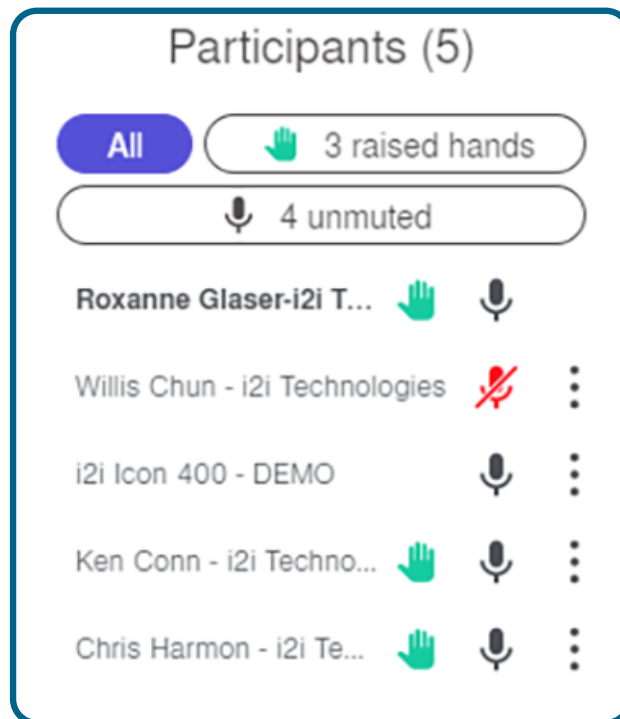 Participants (5)
All 3 raised hands
4 unmuted
Roxanne Glaser-i2i T...
Willis Chun - i2i Technologies
i2i Icon 400 - DEMO
Ken Conn - i2i Techno...
Chris Harmon - i2i Te...